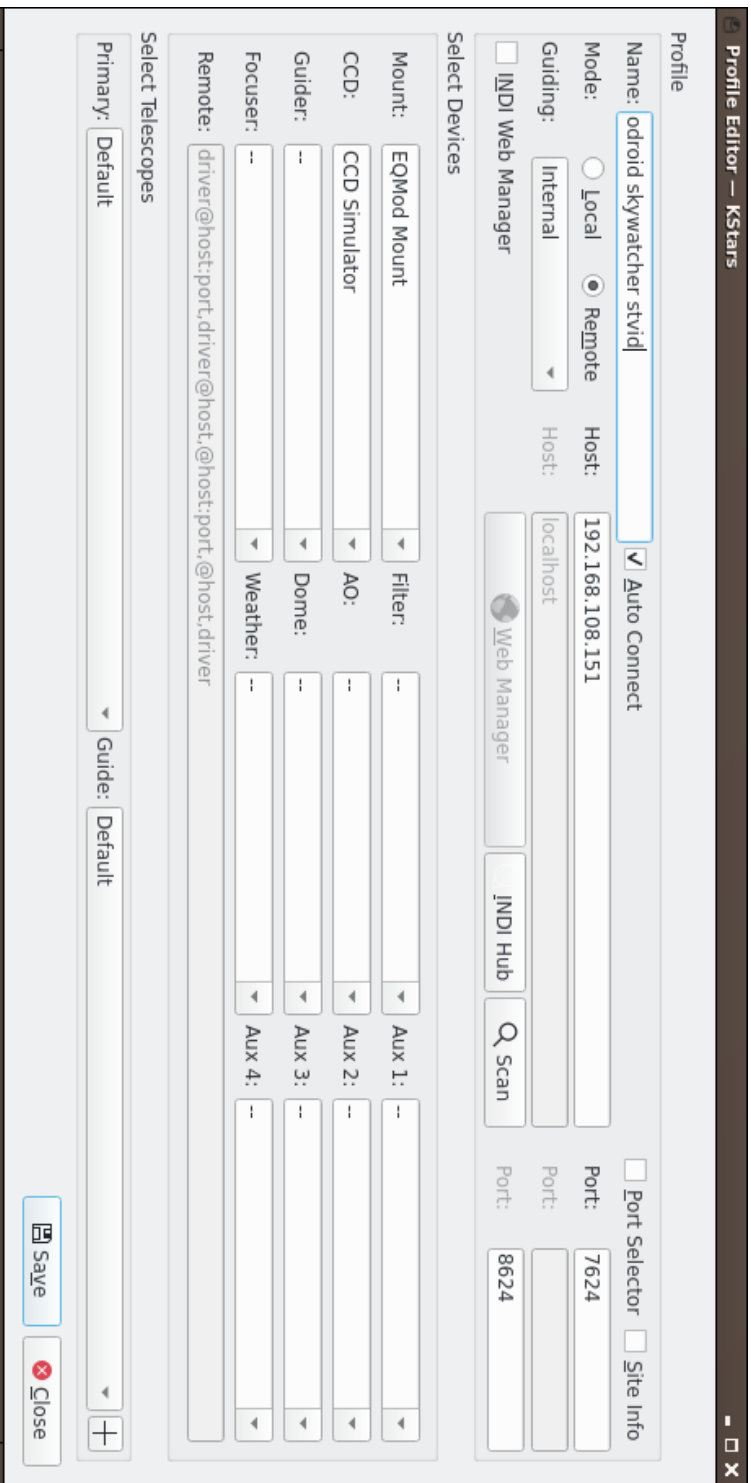 Profile Editor — KStars
Profile
Name: odroid skywatcher stvid Auto Connect Port Selector Site Info
Mode: Local Remote Host: 192.168.108.151 Port: 7624
Guiding: Internal Host: localhost Port:
INDI Web Manager Web Manager INDI Hub Scan Port: 8624
Select Devices
Mount: EQMod Mount Filter: -- Aux 1: --
CCD: CCD Simulator AO: -- Aux 2: --
Guider: -- Dome: -- Aux 3: --
Focuser: -- Weather: -- Aux 4: --
Remote: driver@host:port,driver@host,@host:port,@host,driver
Select Telescopes
Primary: Default Guide: Default
Save Close